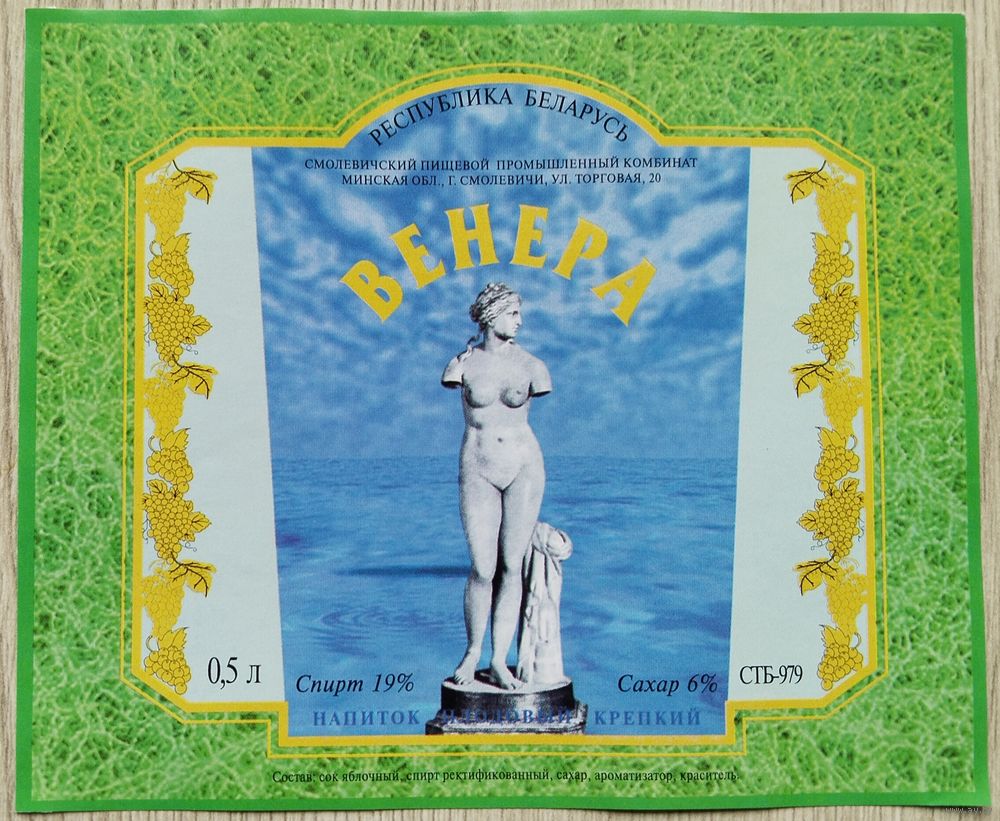 РЕСПУБЛИКА БЕЛАРУСЬ
СМОЛЕВИЧСКИЙ ПИЩЕВОЙ ПРОМЫШЛЕННЫЙ КОМБИНАТ
МИНСКАЯ ОБЛ., Г. СМОЛЕВИЧИ, УЛ. ТОРГОВАЯ, 20
ВЕНЕРА
0,5 л
Спирт 19%
Сахар 6%
СТБ-979
НАПИТОК ПЛОДОВЫЙ КРЕПКИЙ
Состав: сок яблочный, спирт ректификованный, сахар, ароматизатор, краситель.